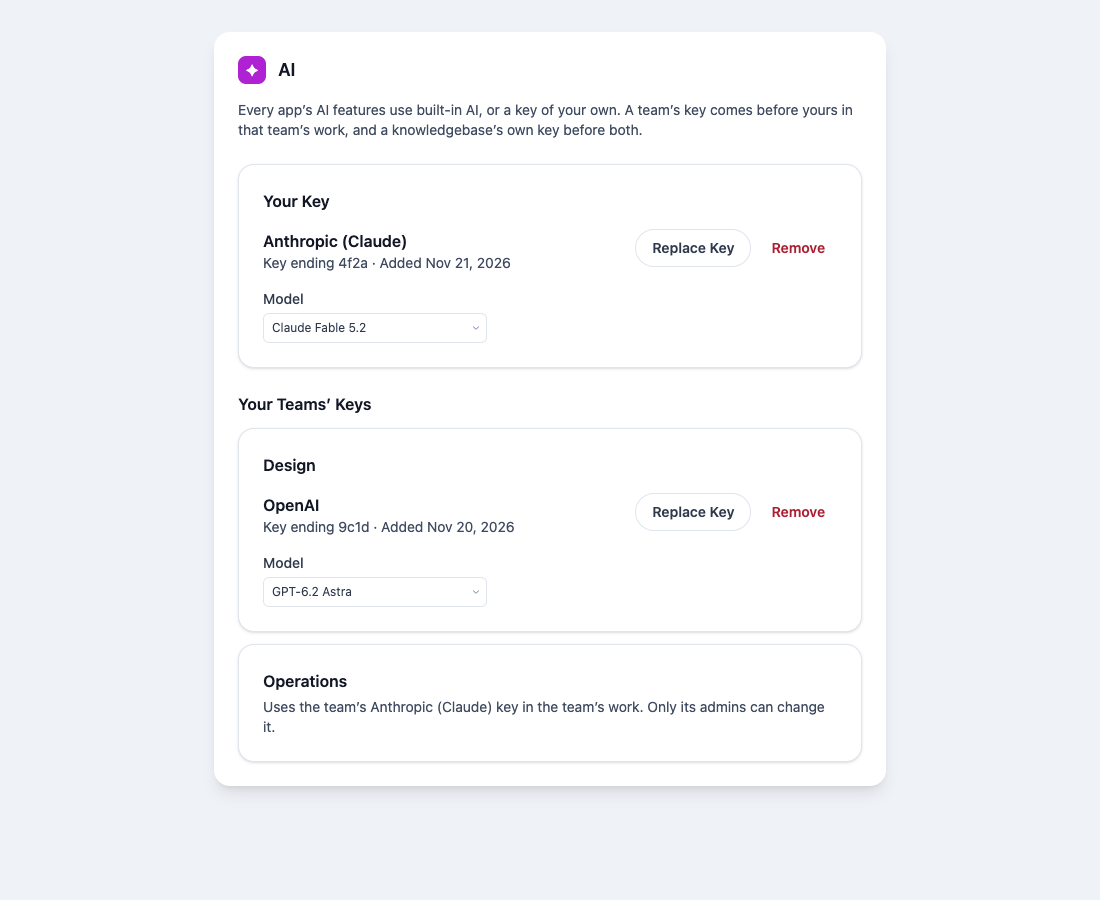 AI
Every app’s AI features use built-in AI, or a key of your own. A team’s key comes before yours in
that team’s work, and a knowledgebase’s own key before both.
Your Key
Anthropic (Claude)
Key ending 4f2a · Added Nov 21, 2026
Replace Key
Remove
Model
Claude Fable 5.2
Your Teams’ Keys
Design
OpenAI
Key ending 9c1d · Added Nov 20, 2026
Replace Key
Remove
Model
GPT-6.2 Astra
Operations
Uses the team’s Anthropic (Claude) key in the team’s work. Only its admins can change
it.